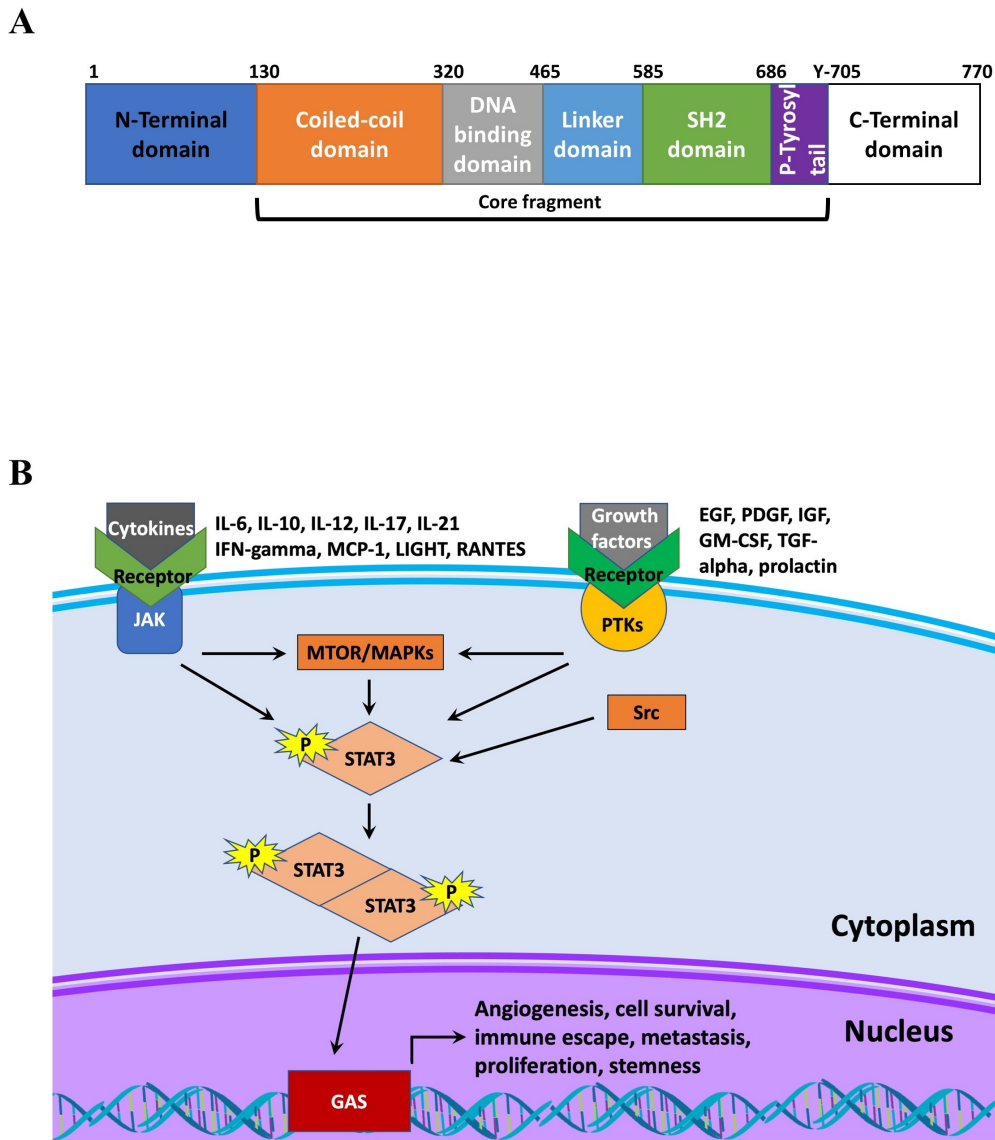 A
1 130 320 465 585 686 Y-705 770
N-Terminal
domain
Coiled-coil
domain
DNA
binding
domain
Linker
domain
SH2
domain
P-Tyrosyl
tail
C-Terminal
domain
Core fragment
B
Cytokines
Receptor
JAK
IL-6, IL-10, IL-12, IL-17, IL-21
IFN-gamma, MCP-1, LIGHT, RANTES
Growth
factors
Receptor
PTKs
EGF, PDGF, IGF,
GM-CSF, TGF-
alpha, prolactin
MTOR/MAPKs
Src
P
STAT3
P
STAT3
STAT3
P
Cytoplasm
Nucleus
Angiogenesis, cell survival,
immune escape, metastasis,
proliferation, stemness
GAS